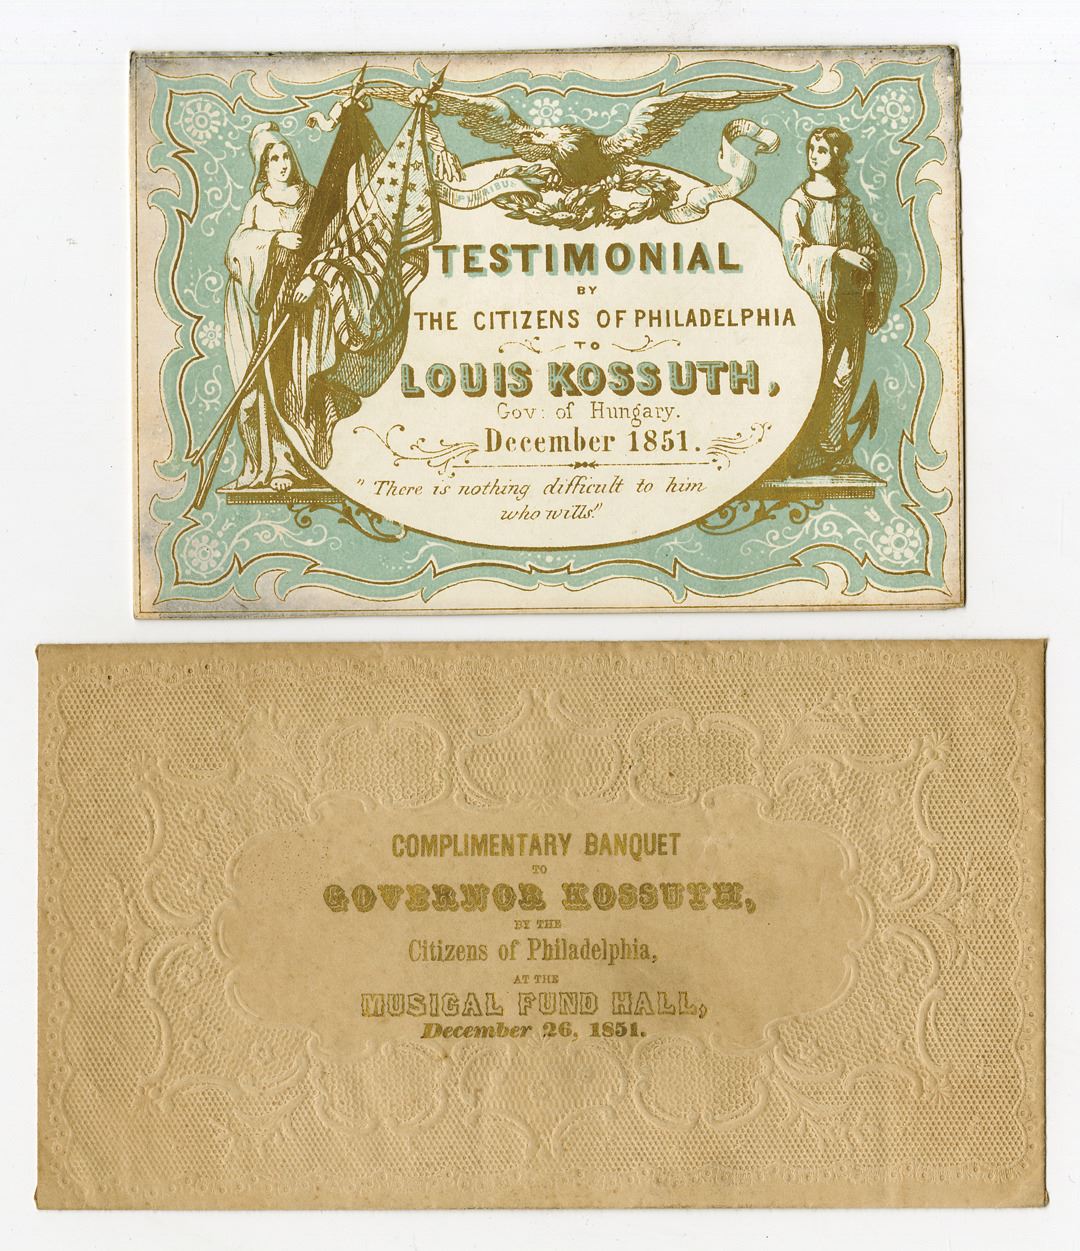 E PLURIBUS
UNUM
TESTIMONIAL
BY
THE CITIZENS OF PHILADELPHIA
TO
LOUIS KOSSUTH,
Gov: of Hungary.
December 1851.
"There is nothing difficult to him
who wills."
COMPLIMENTARY BANQUET
TO
GOVERNOR KOSSUTH,
BY THE
Citizens of Philadelphia,
AT THE
MUSICAL FUND HALL,
December 26, 1851.